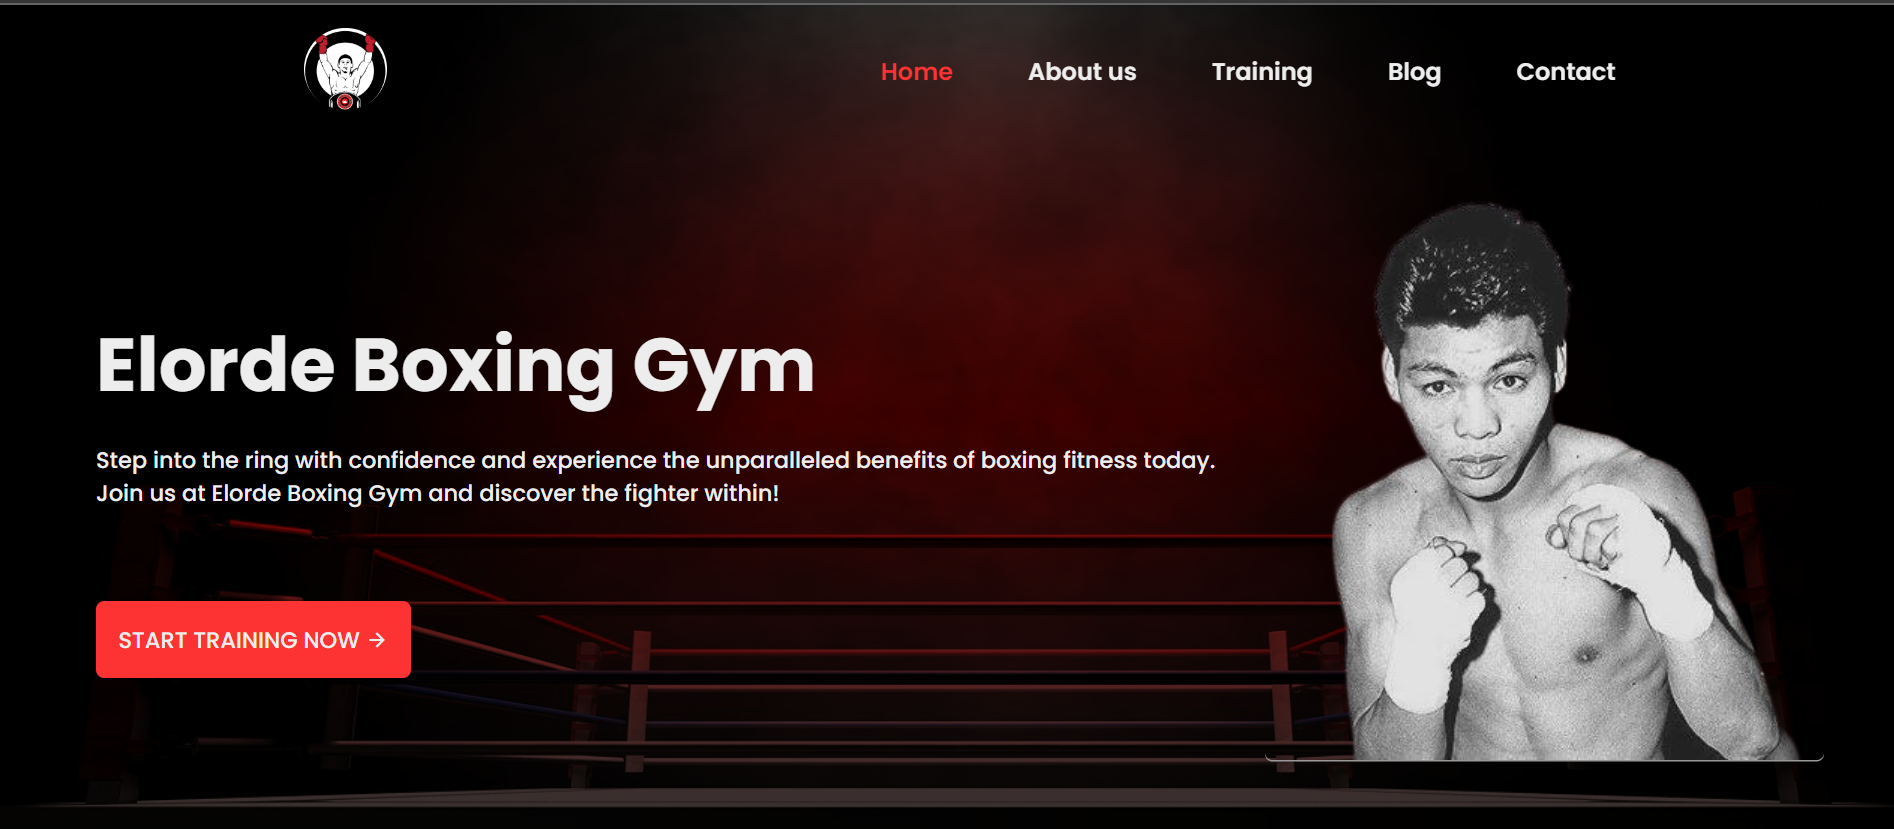 Home About us Training Blog Contact
Elorde Boxing Gym
Step into the ring with confidence and experience the unparalleled benefits of boxing fitness today.
Join us at Elorde Boxing Gym and discover the fighter within!
START TRAINING NOW →